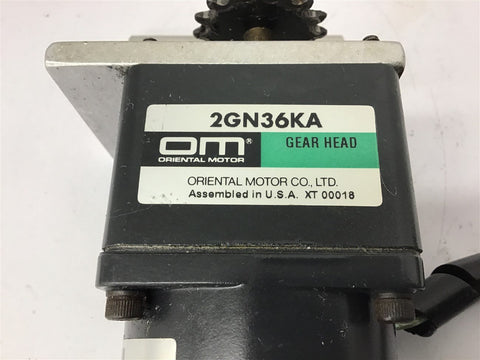 2GN36KA
OM® GEAR HEAD
ORIENTAL MOTOR
ORIENTAL MOTOR CO., LTD.
Assembled in U.S.A. XT 00018